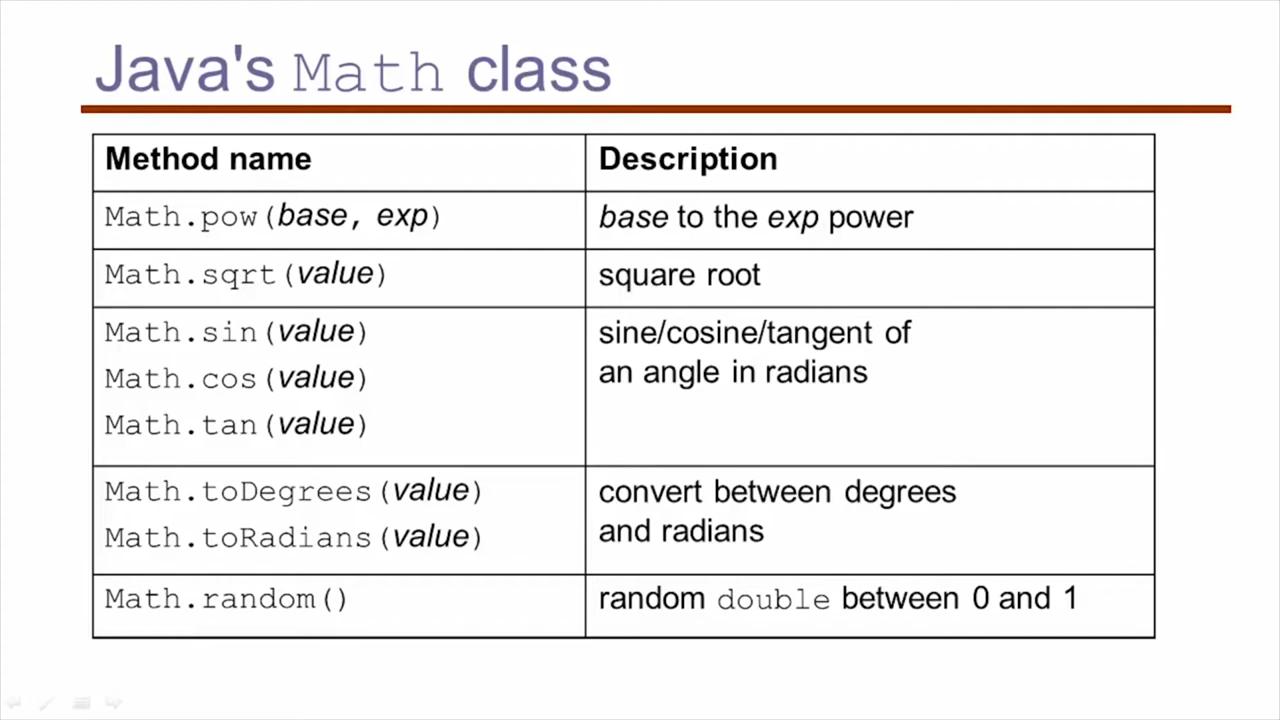 Java's Math class
Method name Description
Math.pow(base, exp) base to the exp power
Math.sqrt(value) square root
Math.sin(value) sine/cosine/tangent of
Math.cos(value) an angle in radians
Math.tan(value)
Math.toDegrees(value) convert between degrees
Math.toRadians(value) and radians
Math.random() random double between 0 and 1